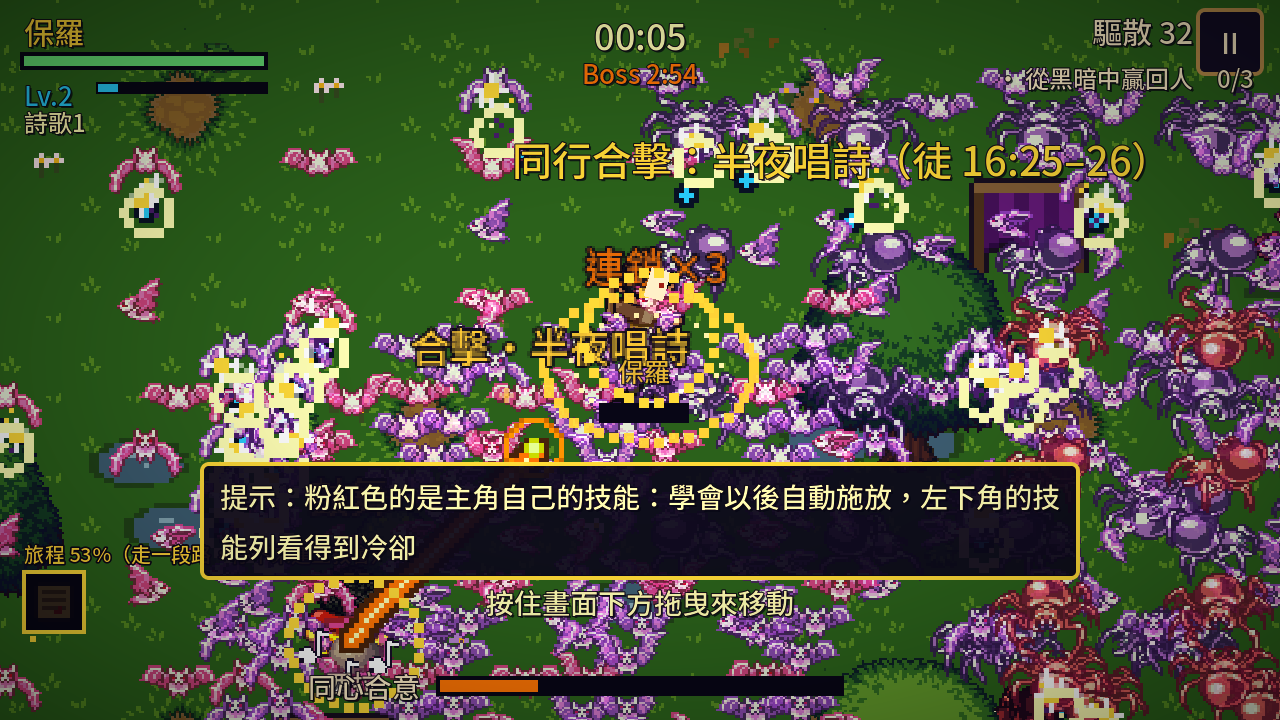 保羅
00:05
驅散 32
Boss 2:54
從黑暗中贏回人 0/3
Lv.2
詩歌1
同行合擊：半夜唱詩（徒 16:25–26）
連鎖 ×3
合擊・半夜唱詩
保羅
提示：粉紅色的是主角自己的技能：學會以後自動施放，左下角的技
能列看得到冷卻
旅程 53%（走一段路
按住畫面下方拖曳來移動
同心合意